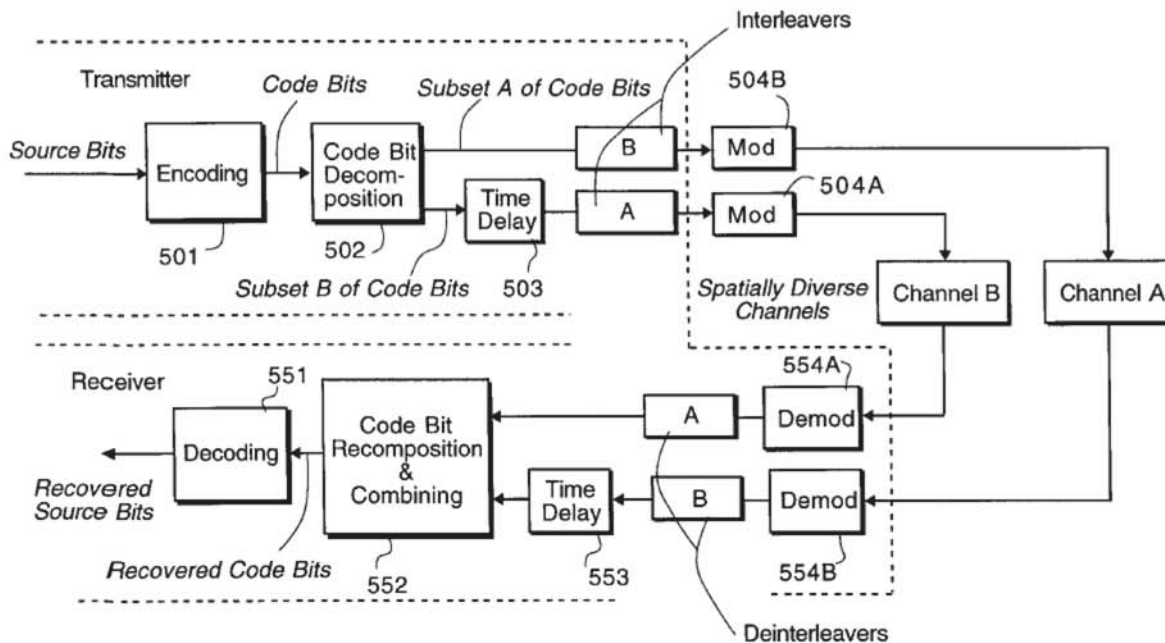 Interleavers
Transmitter
Code Bits
Subset A of Code Bits
504B
Source Bits
Encoding
Code Bit
Decom-
position
B
Mod
504A
Time
Delay
A
Mod
501
502
503
Subset B of Code Bits
Spatially Diverse
Channels
Channel B
Channel A
Receiver
551
554A
Decoding
Code Bit
Recomposition
&
Combining
A
Demod
Recovered
Source Bits
Time
Delay
B
Demod
Recovered Code Bits
552
553
554B
Deinterleavers